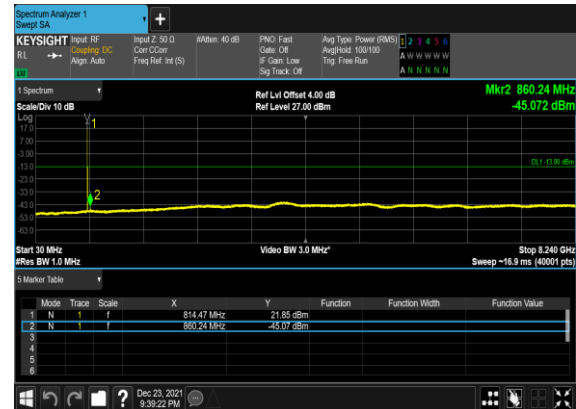 Spectrum Analyzer 1
Swept SA
KEYSIGHT Input: RF Input Z: 50 Ω #Atten: 40 dB PNO: Fast Avg Type: Power (RMS) 1 2 3 4 5 6
RL Coupling: DC Corr CCorr Gate: Off Avg|Hold: 100/100 A W W W W W
Align: Auto Freq Ref: Int (S) IF Gain: Low Trig: Free Run
Sig Track: Off A N N N N N
1 Spectrum Ref Lvl Offset 4.00 dB Mkr2 860.24 MHz
Scale/Div 10 dB Ref Level 27.00 dBm -45.072 dBm
Log
17.0
7.00
-3.00
-13.0
-23.0
-33.0
-43.0
-53.0
-63.0
1
DL1 -13.00 dBm
2
Start 30 MHz Video BW 3.0 MHz* Stop 8.240 GHz
#Res BW 1.0 MHz Sweep ~16.9 ms (40001 pts)
5 Marker Table
Mode Trace Scale X Y Function Function Width Function Value
1 N 1 f 814.47 MHz 21.85 dBm
2 N 1 f 860.24 MHz -45.07 dBm
3
4
5
6
? Dec 23, 2021
9:39:22 PM